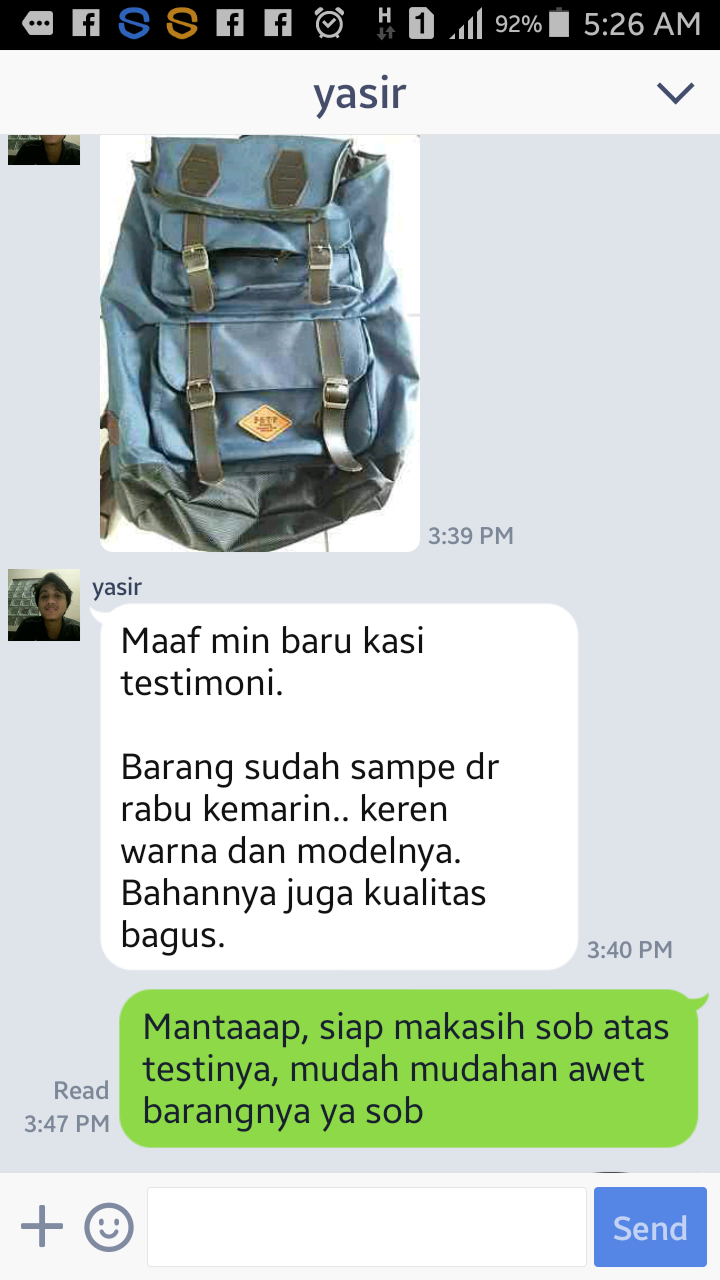 H 1 92% 5:26 AM
yasir
3:39 PM
yasir
Maaf min baru kasi
testimoni.
Barang sudah sampe dr
rabu kemarin.. keren
warna dan modelnya.
Bahannya juga kualitas
bagus.
3:40 PM
Mantaaap, siap makasih sob atas
testinya, mudah mudahan awet
barangnya ya sob
Read
3:47 PM
Send